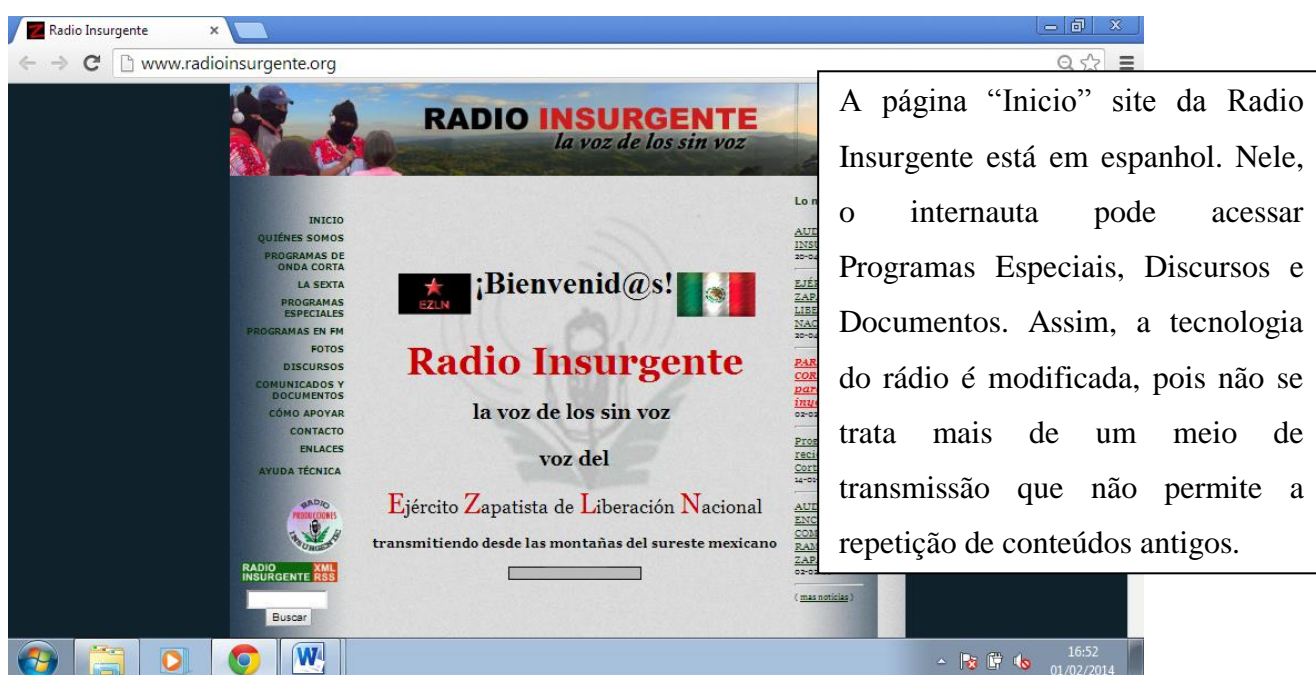 Radio Insurgente
www.radioinsurgente.org
RADIO INSURGENTE
la voz de los sin voz
INICIO
QUIÉNES SOMOS
PROGRAMAS DE
ONDA CORTA
LA SEXTA
PROGRAMAS
ESPECIALES
PROGRAMAS EN FM
FOTOS
DISCURSOS
COMUNICADOS Y
DOCUMENTOS
CÓMO APOYAR
CONTACTO
ENLACES
AYUDA TÉCNICA
RADIO
PRODUCCIONES
INSURGENTE
RADIO XML
INSURGENTE RSS
Buscar
EZLN
¡Bienvenid@s!
Radio Insurgente
la voz de los sin voz
voz del
Ejército Zapatista de Liberación Nacional
transmitiendo desde las montañas del sureste mexicano
Lo
( mas noticias )
A página “Inicio” site da Radio
Insurgente está em espanhol. Nele,
o internauta pode acessar
Programas Especiais, Discursos e
Documentos. Assim, a tecnologia
do rádio é modificada, pois não se
trata mais de um meio de
transmissão que não permite a
repetição de conteúdos antigos.
16:52
01/02/2014